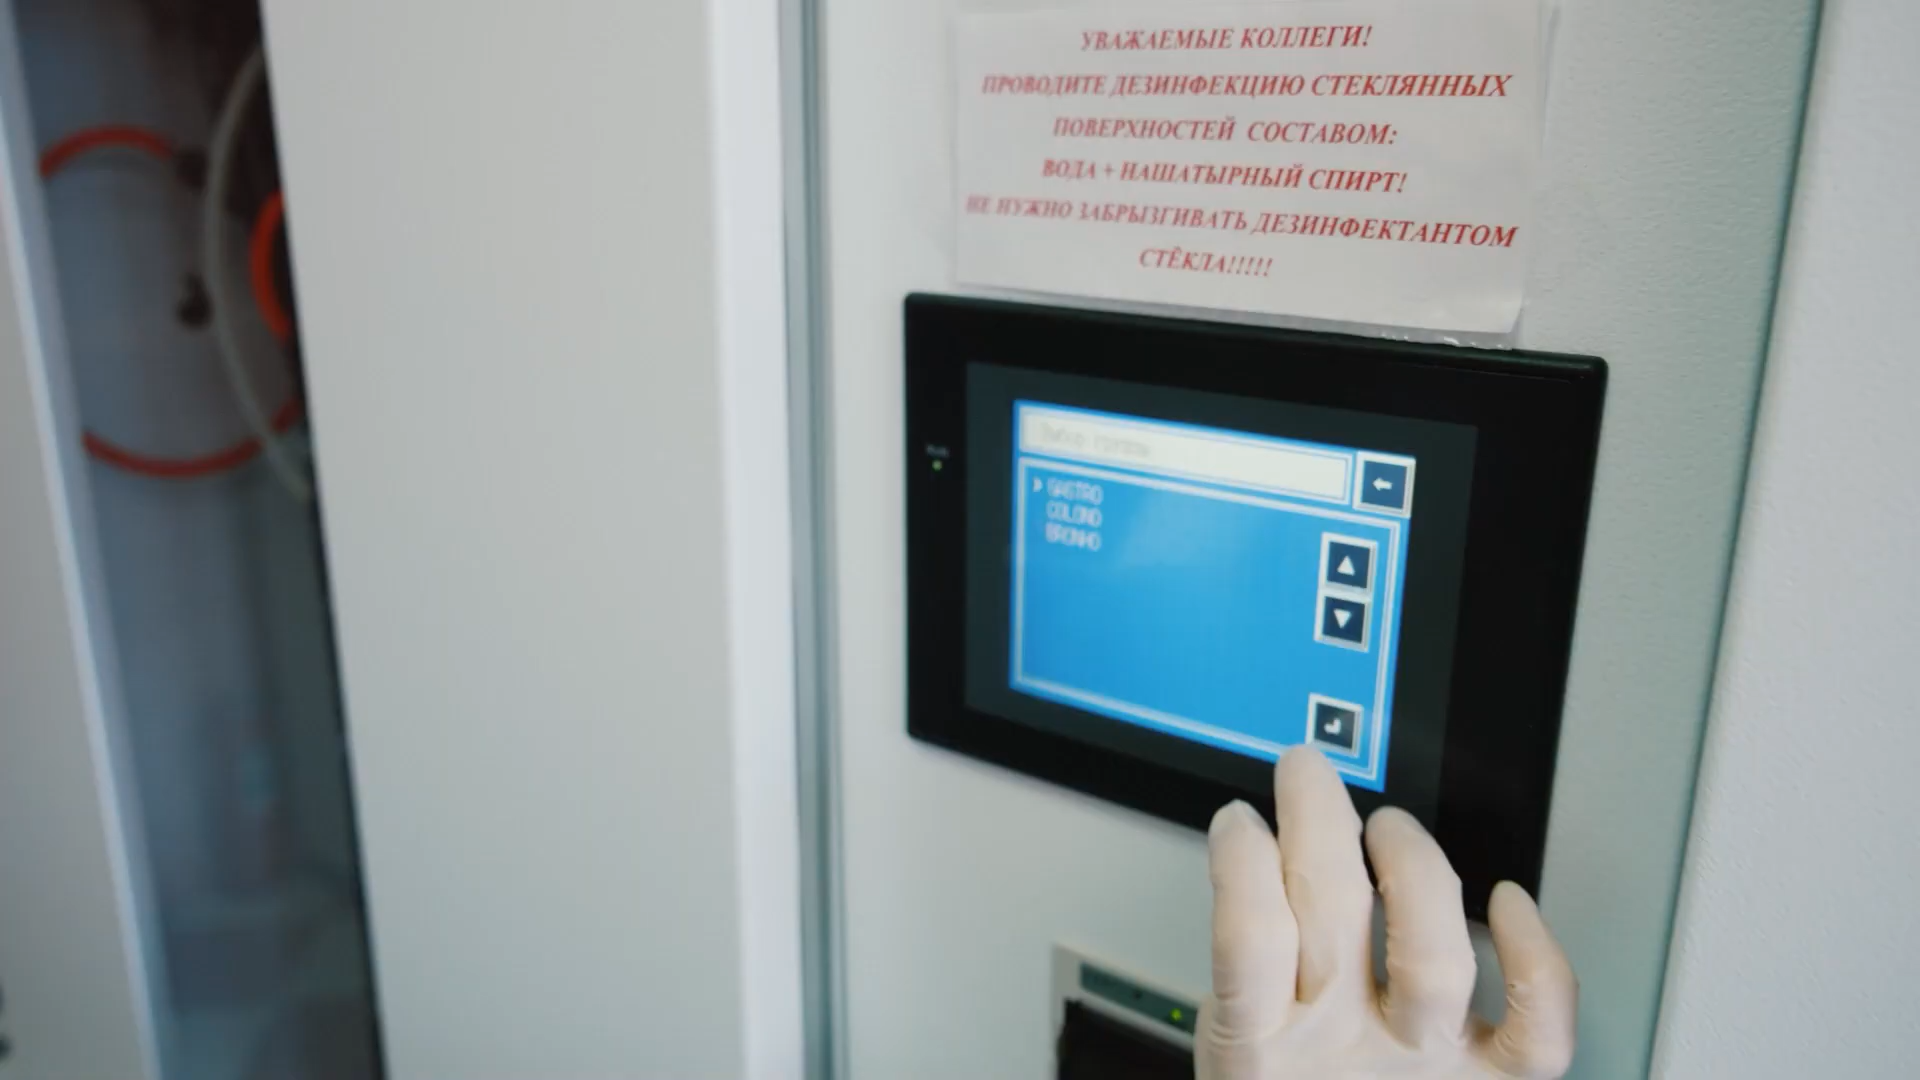 УВАЖАЕМЫЕ КОЛЛЕГИ!
ПРОВОДИТЕ ДЕЗИНФЕКЦИЮ СТЕКЛЯННЫХ
ПОВЕРХНОСТЕЙ СОСТАВОМ:
ВОДА + НАШАТЫРНЫЙ СПИРТ!
НЕ НУЖНО ЗАБРЫЗГИВАТЬ ДЕЗИНФЕКТАНТОМ
СТЁКЛА!!!!!
GASTRO
COLONO
BRONHO